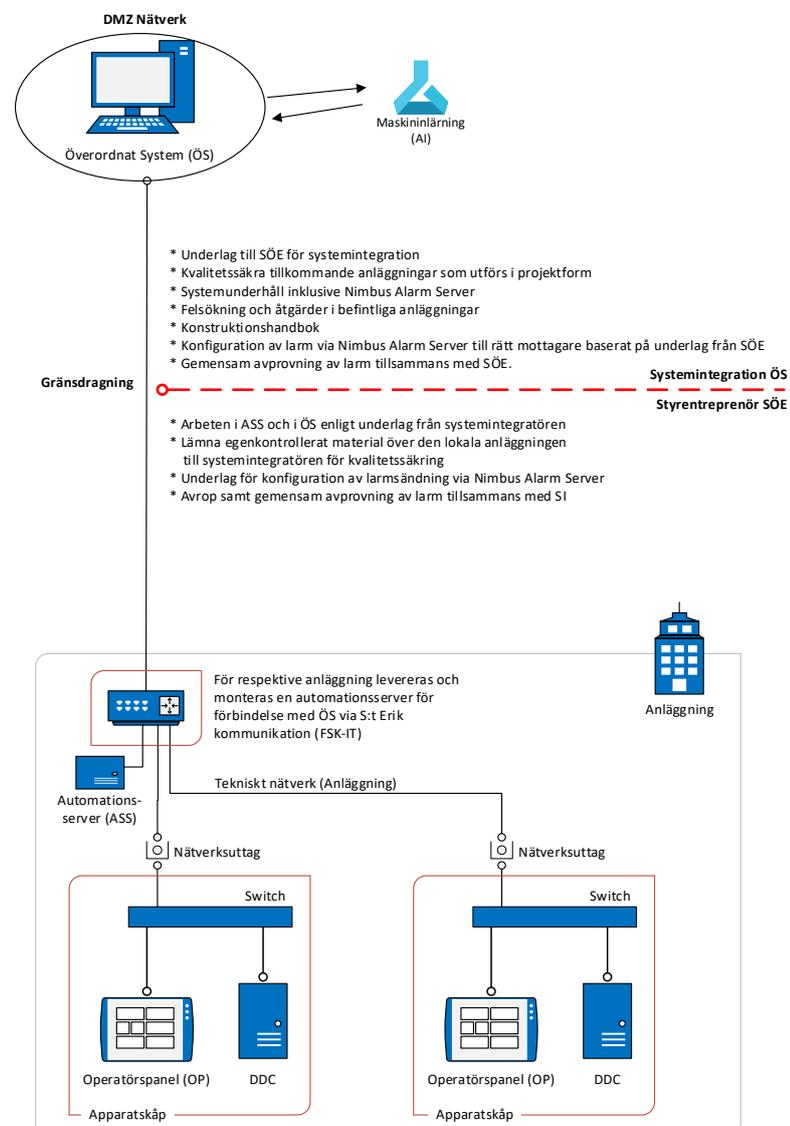 DMZ Nätverk
Överordnat System (ÖS)
Maskininlärning
(AI)
* Underlag till SÖE för systemintegration
* Kvalitetssäkra tillkommande anläggningar som utförs i projektform
* Systemunderhåll inklusive Nimbus Alarm Server
* Felsökning och åtgärder i befintliga anläggningar
* Konstruktionshandbok
* Konfiguration av larm via Nimbus Alarm Server till rätt mottagare baserat på underlag från SÖE
* Gemensam avprovning av larm tillsammans med SÖE.
Systemintegration ÖS
Gränsdragning
Styrentreprenör SÖE
* Arbeten i ASS och i ÖS enligt underlag från systemintegratören
* Lämna egenkontrollerat material över den lokala anläggningen
till systemintegratören för kvalitetssäkring
* Underlag för konfiguration av larmsändning via Nimbus Alarm Server
* Avrop samt gemensam avprovning av larm tillsammans med SI
För respektive anläggning levereras och
monteras en automationsserver för
förbindelse med ÖS via S:t Erik
kommunikation (FSK-IT)
Anläggning
Automations-
server (ASS)
Tekniskt nätverk (Anläggning)
Nätverksuttag
Nätverksuttag
Switch
Switch
Operatörspanel (OP)
DDC
Operatörspanel (OP)
DDC
Apparatskåp
Apparatskåp